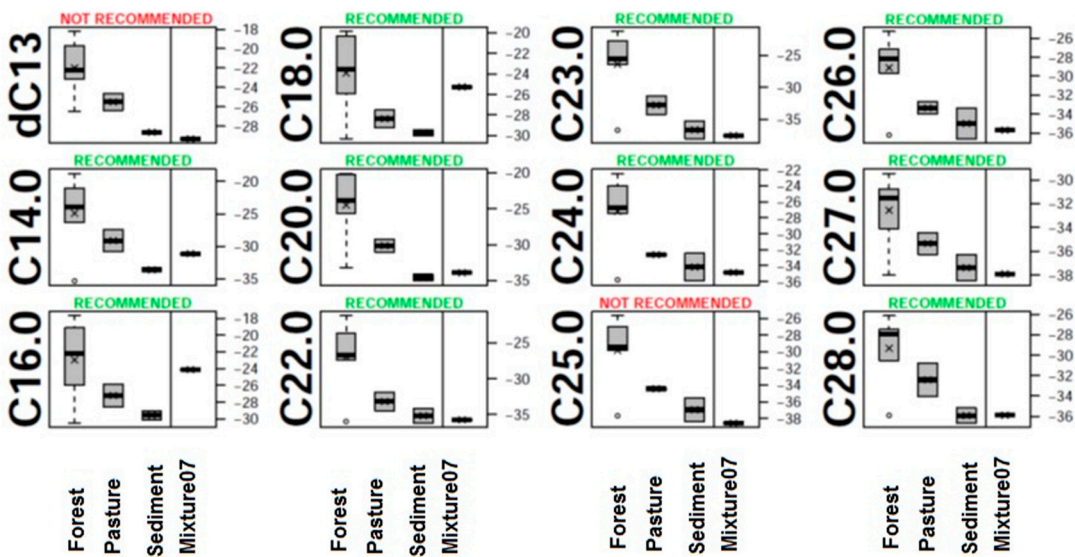 NOT RECOMMENDED RECOMMENDED RECOMMENDED RECOMMENDED
dC13
-18
-20
-22
-24
-26
-28
C18.0
-20
-22
-24
-26
-28
-30
C23.0
-25
-30
-35
C26.0
-26
-28
-30
-32
-34
-36
RECOMMENDED RECOMMENDED RECOMMENDED RECOMMENDED
C14.0
-20
-25
-30
-35
C20.0
-20
-25
-30
-35
C24.0
-22
-24
-26
-28
-30
-32
-34
-36
C27.0
-30
-32
-34
-36
-38
RECOMMENDED RECOMMENDED NOT RECOMMENDED RECOMMENDED
C16.0
-18
-20
-22
-24
-26
-28
-30
C22.0
-25
-30
-35
C25.0
-26
-28
-30
-32
-34
-36
-38
C28.0
-26
-28
-30
-32
-34
-36
Forest
Pasture
Sediment
Mixture07
Forest
Pasture
Sediment
Mixture07
Forest
Pasture
Sediment
Mixture07
Forest
Pasture
Sediment
Mixture07